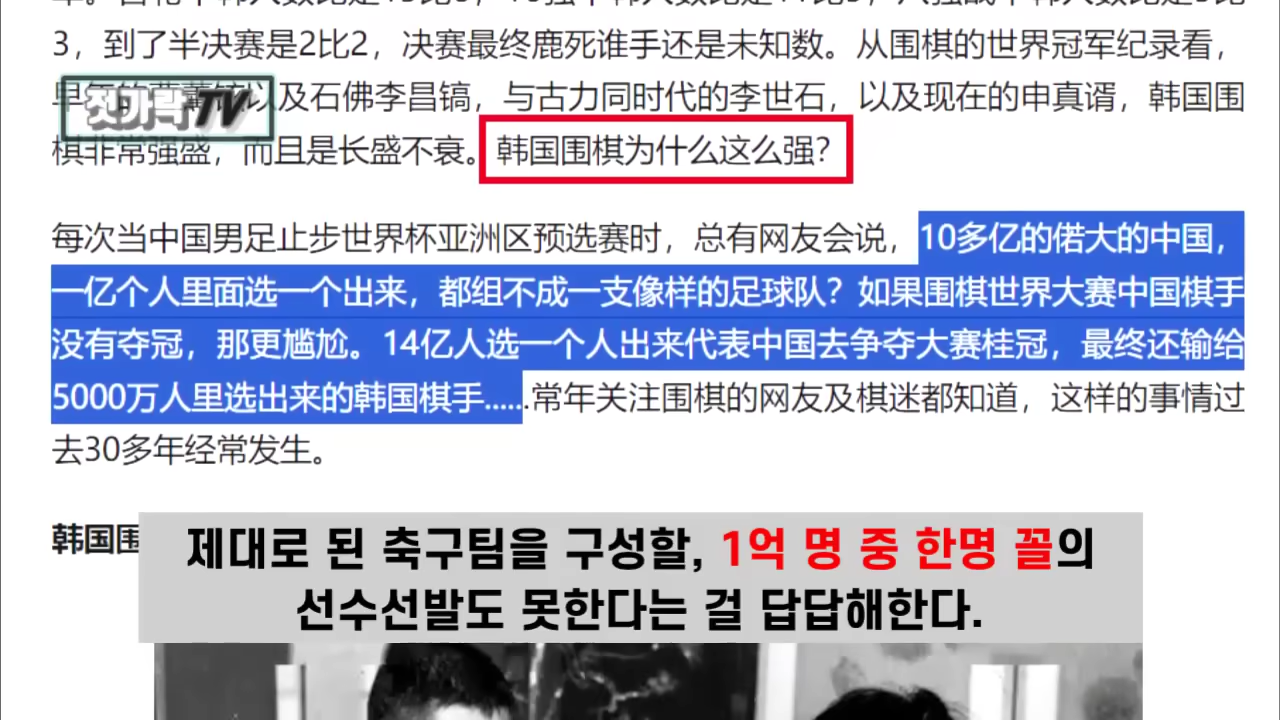 3，到了半决赛是2比2，决赛最终鹿死谁手还是未知数。从围棋的世界冠军纪录看，
젓가락TV
以及石佛李昌镐，与古力同时代的李世石，以及现在的申真谞，韩国围
棋非常强盛，而且是长盛不衰。韩国围棋为什么这么强？
每次当中国男足止步世界杯亚洲区预选赛时，总有网友会说，10多亿的偌大的中国，
一亿个人里面选一个出来，都组不成一支像样的足球队？如果围棋世界大赛中国棋手
没有夺冠，那更尴尬。14亿人选一个人出来代表中国去争夺大赛桂冠，最终还输给
5000万人里选出来的韩国棋手......常年关注围棋的网友及棋迷都知道，这样的事情过
去30多年经常发生。
韩国围
제대로 된 축구팀을 구성할, 1억 명 중 한명 꼴의
선수선발도 못한다는 걸 답답해한다.